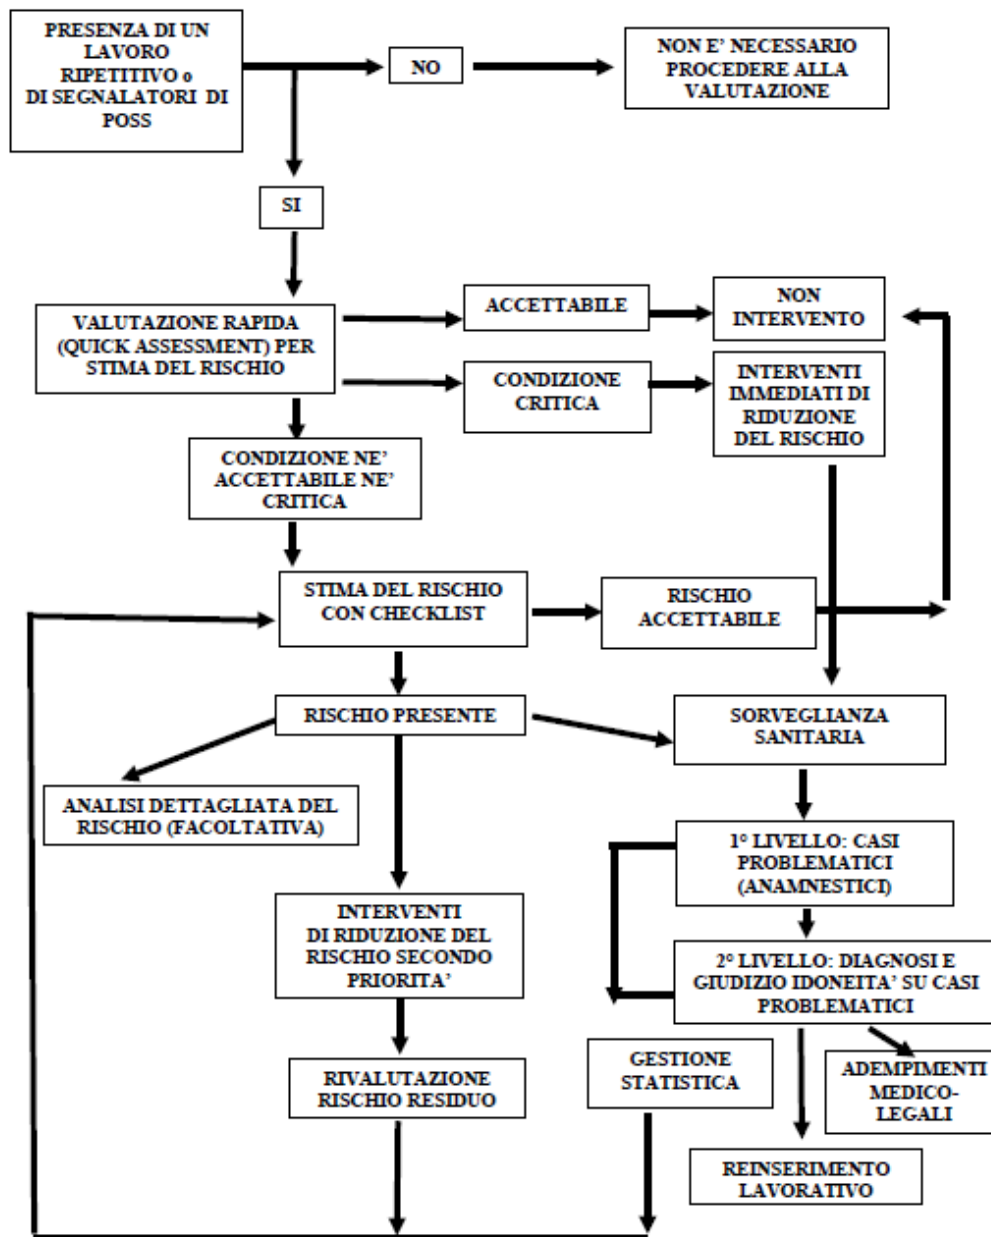 PRESENZA DI UN
LAVORO
RIPETITIVO o
DI SEGNALATORI DI
POSS
NO
NON E’ NECESSARIO
PROCEDERE ALLA
VALUTAZIONE
SI
VALUTAZIONE RAPIDA
(QUICK ASSESSMENT) PER
STIMA DEL RISCHIO
ACCETTABILE
NON
INTERVENTO
CONDIZIONE
CRITICA
INTERVENTI
IMMEDIATI DI
RIDUZIONE
DEL RISCHIO
CONDIZIONE NE’
ACCETTABILE NE’
CRITICA
STIMA DEL RISCHIO
CON CHECKLIST
RISCHIO
ACCETTABILE
RISCHIO PRESENTE
SORVEGLIANZA
SANITARIA
ANALISI DETTAGLIATA DEL
RISCHIO (FACOLTATIVA)
1° LIVELLO: CASI
PROBLEMATICI
(ANAMNESTICI)
INTERVENTI
DI RIDUZIONE DEL
RISCHIO SECONDO
PRIORITA’
2° LIVELLO: DIAGNOSI E
GIUDIZIO IDONEITA’ SU CASI
PROBLEMATICI
RIVALUTAZIONE
RISCHIO RESIDUO
GESTIONE
STATISTICA
ADEMPIMENTI
MEDICO-
LEGALI
REINSERIMENTO
LAVORATIVO